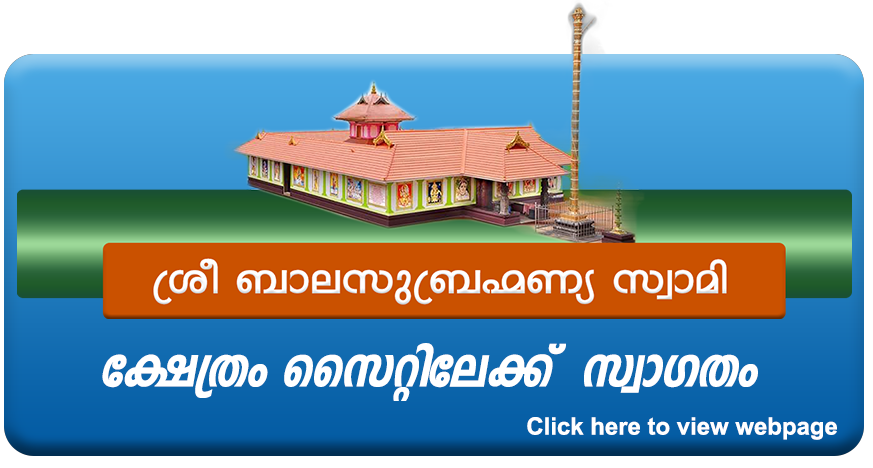 ശ്രീ ബാലസുബ്രഹ്മണ്യ സ്വാമി
ക്ഷേത്രം സൈറ്റിലേക്ക് സ്വാഗതം
Click here to view webpage